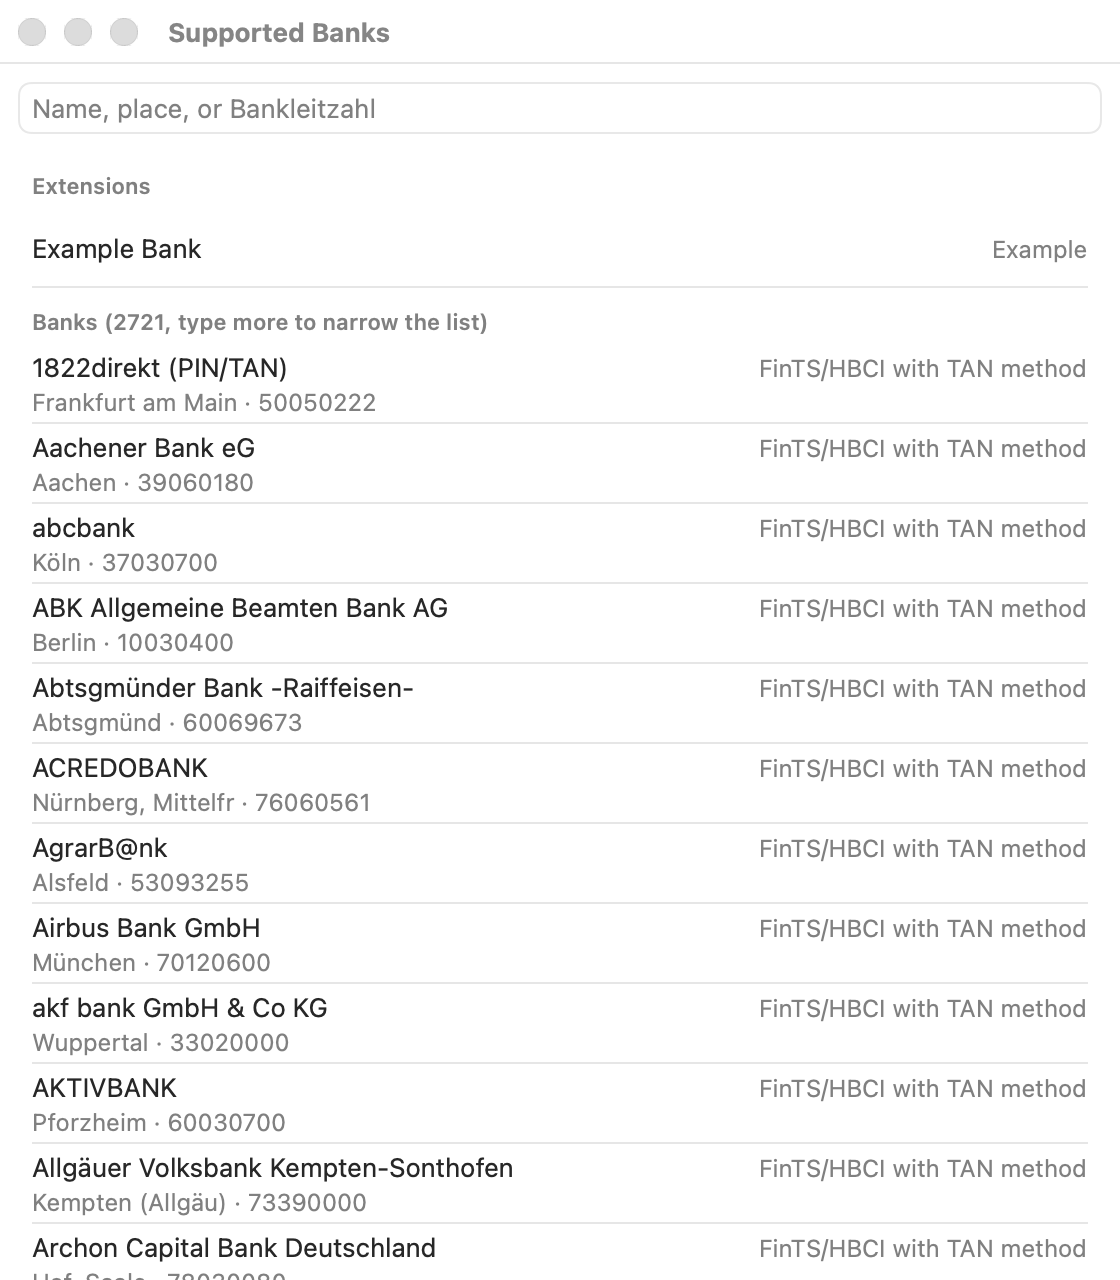 Supported Banks
Name, place, or Bankleitzahl
Extensions
Example Bank Example
Banks (2721, type more to narrow the list)
1822direkt (PIN/TAN) FinTS/HBCI with TAN method
Frankfurt am Main · 50050222
Aachener Bank eG FinTS/HBCI with TAN method
Aachen · 39060180
abcbank FinTS/HBCI with TAN method
Köln · 37030700
ABK Allgemeine Beamten Bank AG FinTS/HBCI with TAN method
Berlin · 10030400
Abtsgmünder Bank -Raiffeisen- FinTS/HBCI with TAN method
Abtsgmünd · 60069673
ACREDOBANK FinTS/HBCI with TAN method
Nürnberg, Mittelfr · 76060561
AgrarB@nk FinTS/HBCI with TAN method
Alsfeld · 53093255
Airbus Bank GmbH FinTS/HBCI with TAN method
München · 70120600
akf bank GmbH & Co KG FinTS/HBCI with TAN method
Wuppertal · 33020000
AKTIVBANK FinTS/HBCI with TAN method
Pforzheim · 60030700
Allgäuer Volksbank Kempten-Sonthofen FinTS/HBCI with TAN method
Kempten (Allgäu) · 73390000
Archon Capital Bank Deutschland FinTS/HBCI with TAN method